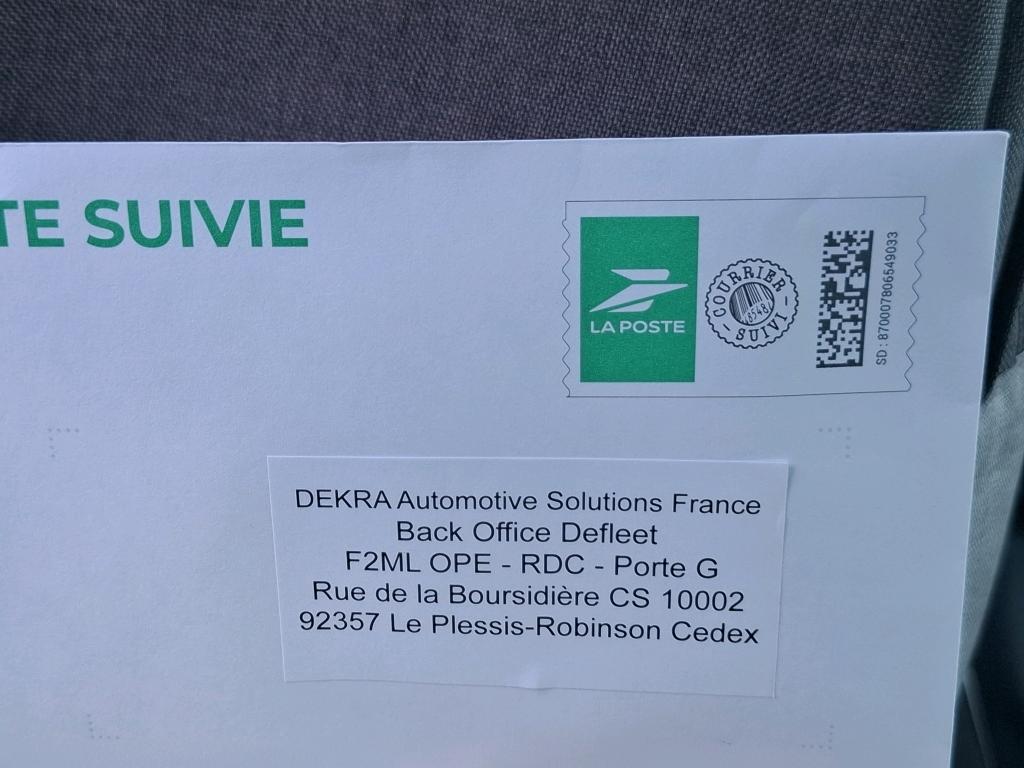 TE SUIVIE
LA POSTE
COURRIER
SUIVI
SD : 870007806549033
DEKRA Automotive Solutions France
Back Office Defleet
F2ML OPE - RDC - Porte G
Rue de la Boursidière CS 10002
92357 Le Plessis-Robinson Cedex